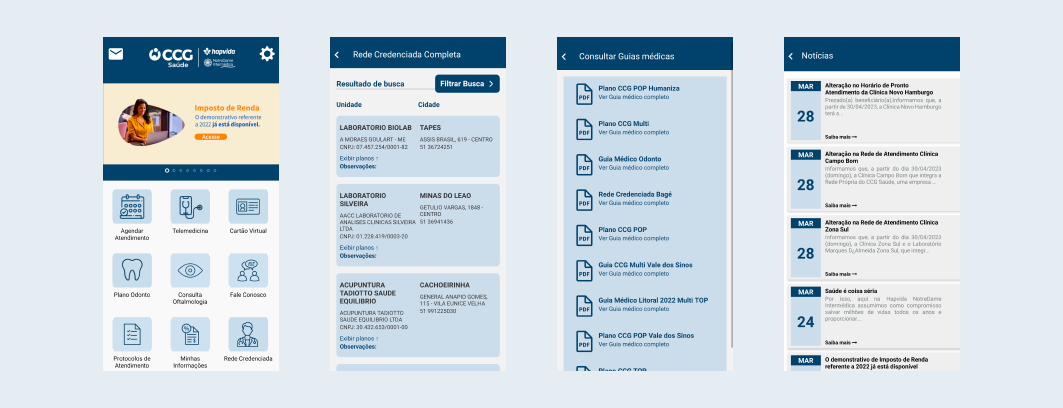 CCG
Saúde
hapvida
NotreDame
Intermédica
Imposto de Renda
O demonstrativo referente
a 2022 já está disponível.
Acesse
Agendar
Atendimento
Telemedicina
Cartão Virtual
Plano Odonto
Consulta
Oftalmologia
Fale Conosco
Protocolos de
Atendimento
Minhas
Informações
Rede Credenciada
Rede Credenciada Completa
Resultado de busca
Filtrar Busca
Unidade
Cidade
LABORATORIO BIOLAB
A MORAES GOULART - ME
CNPJ: 07.457.254/0001-82
Exibir planos ↑
Observações:
TAPES
ASSIS BRASIL, 619 - CENTRO
51 36724251
LABORATORIO
SILVEIRA
AACC LABORATORIO DE
ANALISES CLINICAS SILVEIRA
LTDA
CNPJ: 01.228.419/0003-20
Exibir planos ↑
Observações:
MINAS DO LEAO
GETULIO VARGAS, 1848 -
CENTRO
51 36941436
ACUPUNTURA
TADIOTTO SAUDE
EQUILIBRIO
ACUPUNTURA TADIOTTO
SAUDE EQUILIBRIO LTDA
CNPJ: 39.432.653/0001-00
Exibir planos ↑
Observações:
CACHOEIRINHA
GENERAL ANAPIO GOMES,
115 - VILA EUNICE VELHA
51 991225030
Consultar Guias médicas
PDF
Plano CCG POP Humaniza
Ver Guia médico completo
PDF
Plano CCG Multi
Ver Guia médico completo
PDF
Guia Médico Odonto
Ver Guia médico completo
PDF
Rede Credenciada Bagé
Ver Guia médico completo
PDF
Plano CCG POP
Ver Guia médico completo
PDF
Guia CCG Multi Vale dos Sinos
Ver Guia médico completo
PDF
Guia Médico Litoral 2022 Multi TOP
Ver Guia médico completo
PDF
Plano CCG POP Vale dos Sinos
Ver Guia médico completo
Plano CCG TOP
Notícias
MAR
28
Alteração no Horário de Pronto
Atendimento da Clínica Novo Hamburgo
Prezado(a) beneficiário(a),Informamos que, a
partir de 30/04/2023, a Clínica Novo Hamburgo
terá o...
Saiba mais →
MAR
28
Alteração na Rede de Atendimento Clínica
Campo Bom
Informamos que, a partir do dia 30/04/2023
(domingo), a Clínica Campo Bom que integra a
Rede Própria do CCG Saúde, uma empresa ...
Saiba mais →
MAR
28
Alteração na Rede de Atendimento Clínica
Zona Sul
Informamos que, a partir do dia 30/04/2023
(domingo), a Clínica Zona Sul e o Laboratório
Marques D¿Almeida Zona Sul, que integr...
Saiba mais →
MAR
24
Saúde é coisa séria
Por isso, aqui na Hapvida NotreDame
Intermédica assumimos como compromisso
salvar milhões de vidas todos os anos e
proporcionar...
Saiba mais →
MAR
O demonstrativo de Imposto de Renda
referente a 2022 já está disponível